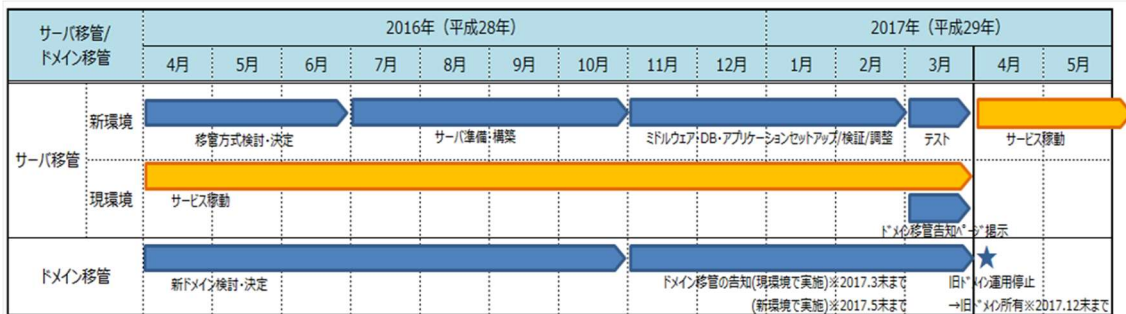 サーバ移管/
ドメイン移管
2016年（平成28年）
2017年（平成29年）
4月 5月 6月 7月 8月 9月 10月 11月 12月 1月 2月 3月 4月 5月
サーバ移管
新環境
移管方式検討・決定
サーバ準備・構築
ミドルウェア・DB・アプリケーションセットアップ/検証/調整
テスト
サービス稼動
現環境
サービス稼動
ドメイン移管告知ページ掲示
ドメイン移管
新ドメイン検討・決定
ドメイン移管の告知(現環境で実施)※2017.3末まで
(新環境で実施)※2017.5末まで
旧ドメイン運用停止
→旧ドメイン所有※2017.12末まで